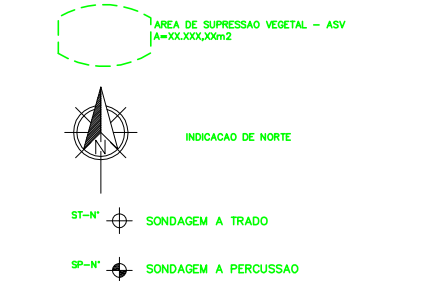 AREA DE SUPRESSAO VEGETAL – ASV
A=XX.XXX,XXm2
N
INDICACAO DE NORTE
ST–N° SONDAGEM A TRADO
SP–N° SONDAGEM A PERCUSSAO